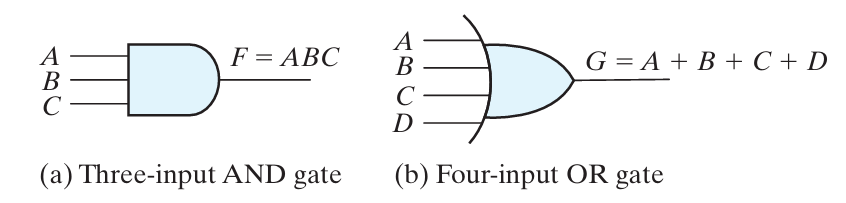 A
B
C
F = ABC
(a) Three-input AND gate
A
B
C
D
G = A + B + C + D
(b) Four-input OR gate